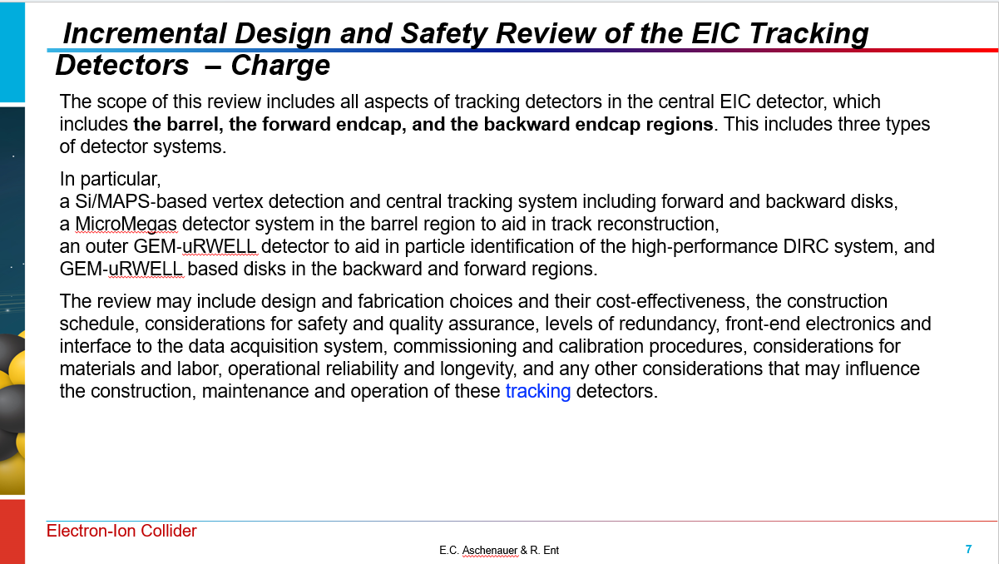 Incremental Design and Safety Review of the EIC Tracking
Detectors – Charge
The scope of this review includes all aspects of tracking detectors in the central EIC detector, which
includes the barrel, the forward endcap, and the backward endcap regions. This includes three types
of detector systems.
In particular,
a Si/MAPS-based vertex detection and central tracking system including forward and backward disks,
a MicroMegas detector system in the barrel region to aid in track reconstruction,
an outer GEM-uRWELL detector to aid in particle identification of the high-performance DIRC system, and
GEM-uRWELL based disks in the backward and forward regions.
The review may include design and fabrication choices and their cost-effectiveness, the construction
schedule, considerations for safety and quality assurance, levels of redundancy, front-end electronics and
interface to the data acquisition system, commissioning and calibration procedures, considerations for
materials and labor, operational reliability and longevity, and any other considerations that may influence
the construction, maintenance and operation of these tracking detectors.
Electron-Ion Collider
E.C. Aschenauer & R. Ent
7